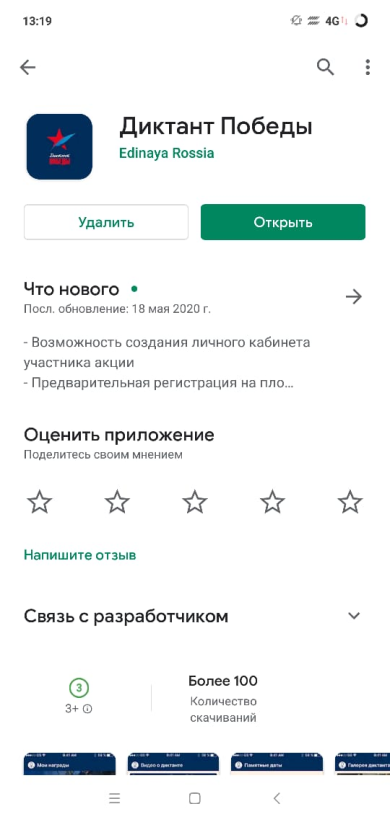 13:19
4G
Диктант Победы
Edinaya Rossia
Удалить
Открыть
Что нового
Посл. обновление: 18 мая 2020 г.
- Возможность создания личного кабинета
участника акции
- Предварительная регистрация на пло...
Оценить приложение
Поделитесь своим мнением
Напишите отзыв
Связь с разработчиком
3
3+
Более 100
Количество
скачиваний
Мои награды
Видео о диктанте
Памятные даты
Галерея диктанта